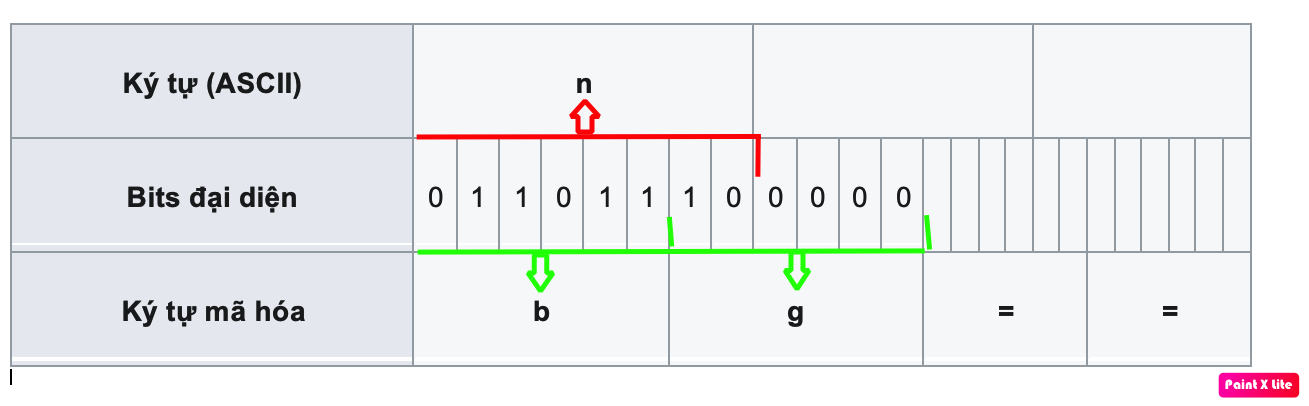 Ký tự (ASCII) n
Bits đại diện 0 1 1 0 1 1 1 0 0 0 0 0
Ký tự mã hóa b g = =
Paint X Lite